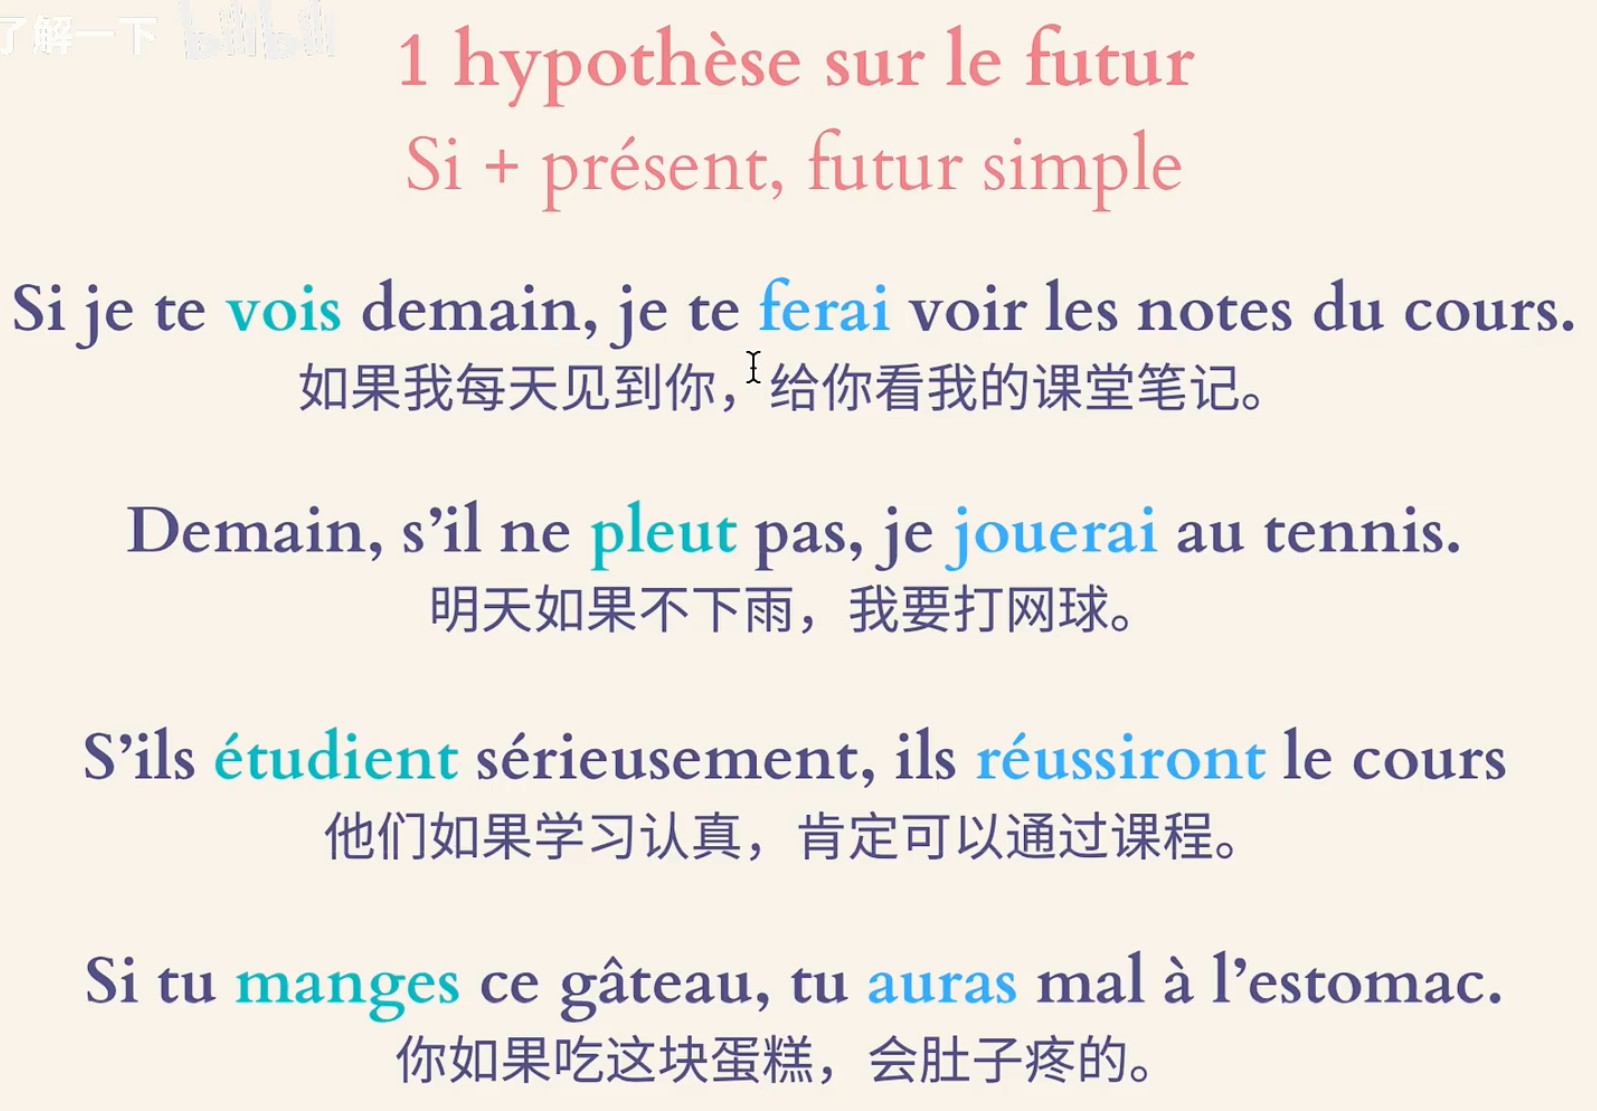 了解一下 bilibili
1 hypothèse sur le futur
Si + présent, futur simple
Si je te vois demain, je te ferai voir les notes du cours.
如果我每天见到你，给你看我的课堂笔记。
Demain, s’il ne pleut pas, je jouerai au tennis.
明天如果不下雨，我要打网球。
S’ils étudient sérieusement, ils réussiront le cours
他们如果学习认真，肯定可以通过课程。
Si tu manges ce gâteau, tu auras mal à l’estomac.
你如果吃这块蛋糕，会肚子疼的。